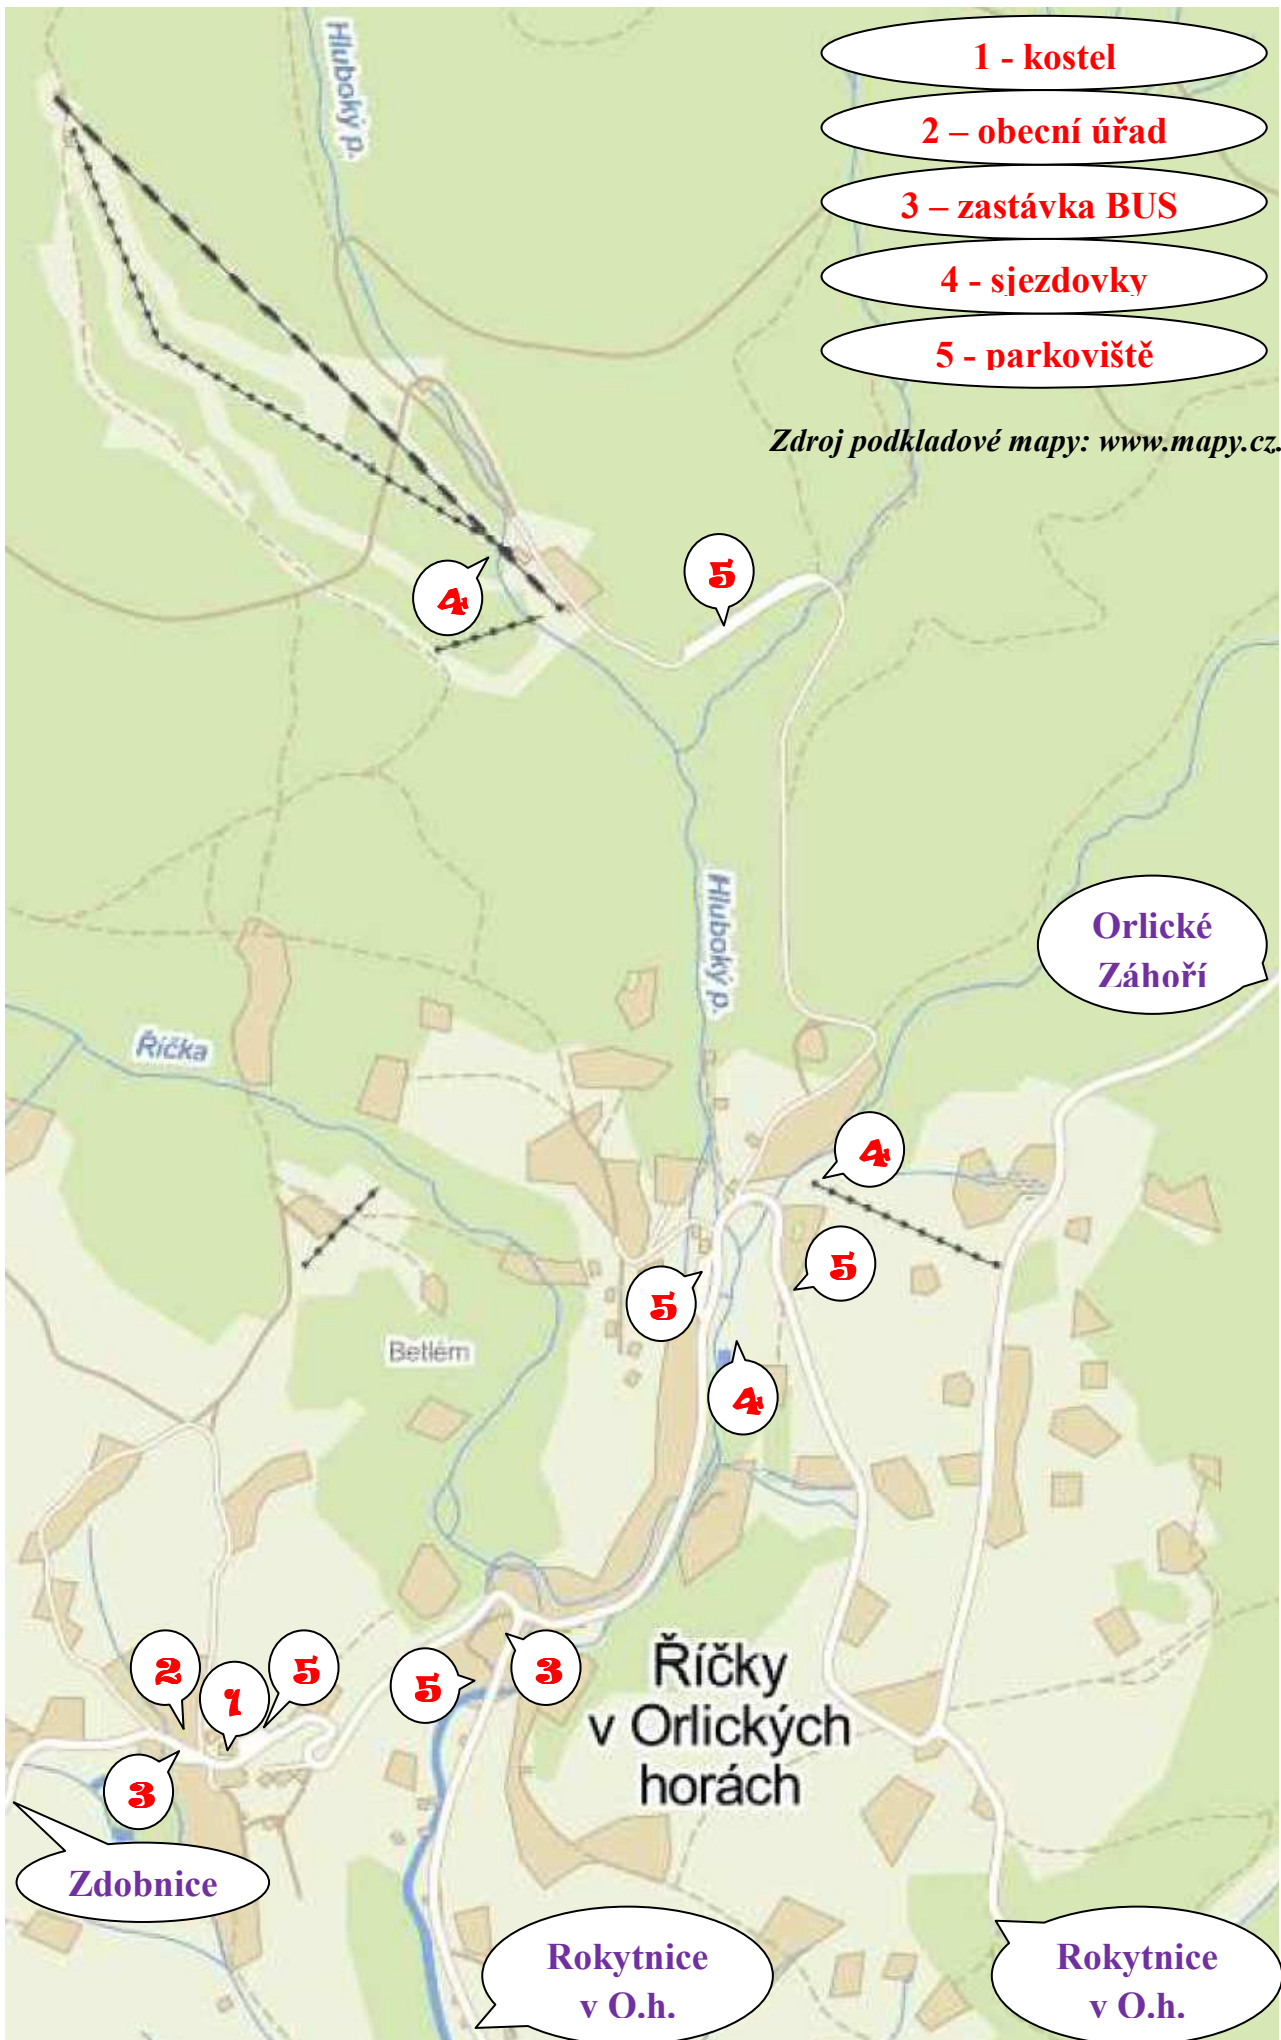 Hluboký p.
1 - kostel
2 – obecní úřad
3 – zastávka BUS
4 - sjezdovky
5 - parkoviště
Zdroj podkladové mapy: www.mapy.cz.
5
4
Hluboký p.
Orlické
Záhoří
Říčka
4
5
5
Betlém
4
2
1
5
5
3
Říčky
v Orlických
horách
3
Zdobnice
Rokytnice
v O.h.
Rokytnice
v O.h.